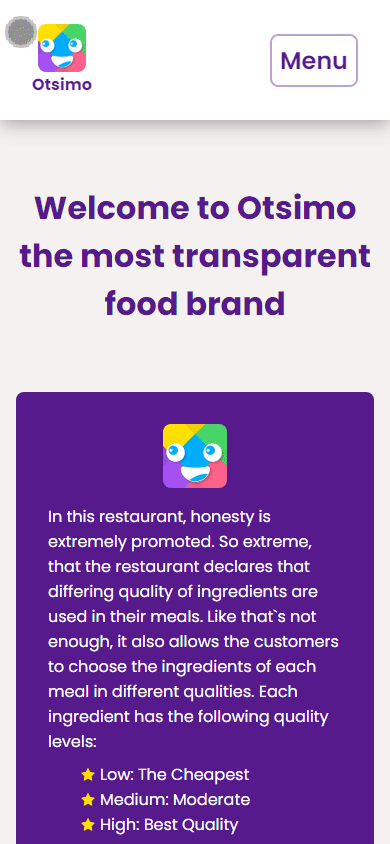 Otsimo
Menu
Welcome to Otsimo
the most transparent
food brand
In this restaurant, honesty is
extremely promoted. So extreme,
that the restaurant declares that
differing quality of ingredients are
used in their meals. Like that`s not
enough, it also allows the customers
to choose the ingredients of each
meal in different qualities. Each
ingredient has the following quality
levels:
Low: The Cheapest
Medium: Moderate
High: Best Quality